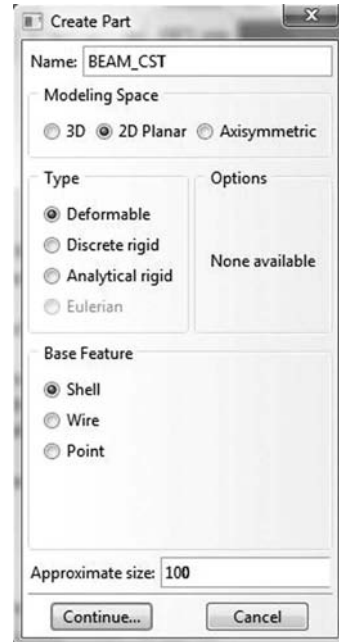 Create Part
Name: BEAM_CST
Modeling Space
3D 2D Planar Axisymmetric
Type
Deformable
Discrete rigid
Analytical rigid
Eulerian
Options
None available
Base Feature
Shell
Wire
Point
Approximate size: 100
Continue... Cancel